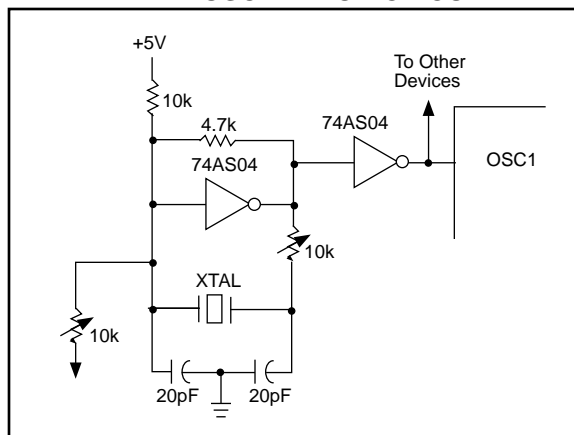 +5V
10k
4.7k
74AS04
74AS04
To Other
Devices
OSC1
10k
XTAL
10k
20pF
20pF